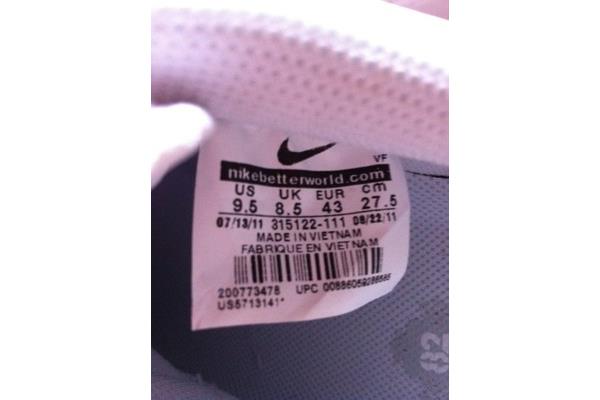 VF
nikebetterworld.com
US UK EUR cm
9.5 8.5 43 27.5
07/13/11 315122-111 08/22/11
MADE IN VIETNAM
FABRIQUE EN VIETNAM
200773478 UPC
US5713141*